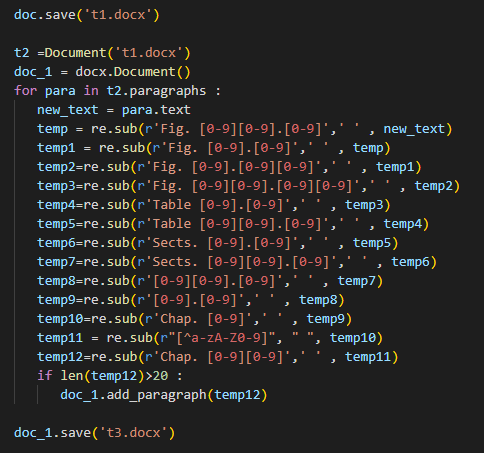 doc.save('t1.docx')
t2 =Document('t1.docx')
doc_1 = docx.Document()
for para in t2.paragraphs :
new_text = para.text
temp = re.sub(r'Fig. [0-9][0-9].[0-9]',' ' , new_text)
temp1 = re.sub(r'Fig. [0-9].[0-9]',' ' , temp)
temp2=re.sub(r'Fig. [0-9].[0-9][0-9]',' ' , temp1)
temp3=re.sub(r'Fig. [0-9][0-9].[0-9][0-9]',' ' , temp2)
temp4=re.sub(r'Table [0-9].[0-9]',' ' , temp3)
temp5=re.sub(r'Table [0-9][0-9].[0-9]',' ' , temp4)
temp6=re.sub(r'Sects. [0-9].[0-9]',' ' , temp5)
temp7=re.sub(r'Sects. [0-9][0-9].[0-9]',' ' , temp6)
temp8=re.sub(r'[0-9][0-9].[0-9]',' ' , temp7)
temp9=re.sub(r'[0-9].[0-9]',' ' , temp8)
temp10=re.sub(r'Chap. [0-9]',' ' , temp9)
temp11 = re.sub(r"[^a-zA-Z0-9]", " ", temp10)
temp12=re.sub(r'Chap. [0-9][0-9]',' ' , temp11)
if len(temp12)>20 :
doc_1.add_paragraph(temp12)
doc_1.save('t3.docx')